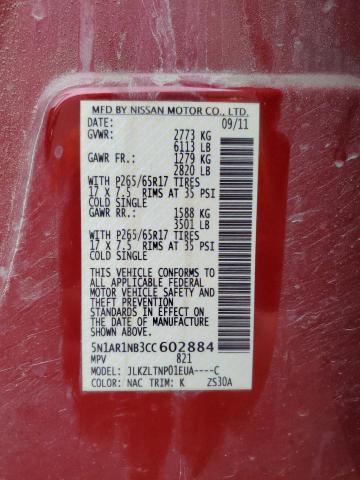 MFD BY NISSAN MOTOR CO., LTD.
DATE: 09/11
GVWR: 2773 KG
6113 LB
GAWR FR.: 1279 KG
2820 LB
WITH P265/65R17 TIRES
17 X 7.5 RIMS AT 35 PSI
COLD SINGLE
GAWR RR.: 1588 KG
3501 LB
WITH P265/65R17 TIRES
17 X 7.5 RIMS AT 35 PSI
COLD SINGLE
THIS VEHICLE CONFORMS TO
ALL APPLICABLE FEDERAL
MOTOR VEHICLE SAFETY
STANDARDS IN EFFECT ON
THE DATE OF MANUFACTURE
SHOWN ABOVE.
5N1AR1NB3CC602884
MPV 821
MODEL: JLKZLTNP01EUA----C
COLOR: NAC TRIM: K ZS30A